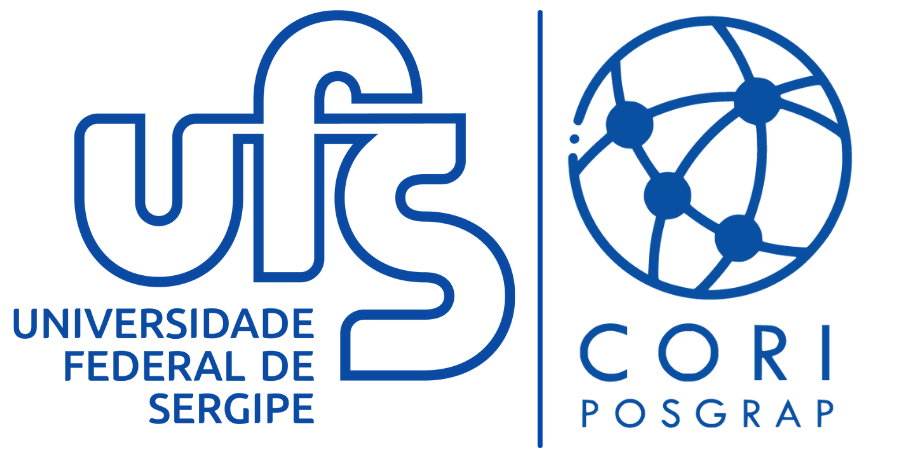 ufs
UNIVERSIDADE
FEDERAL DE
SERGIPE
CORI
POSGRAP